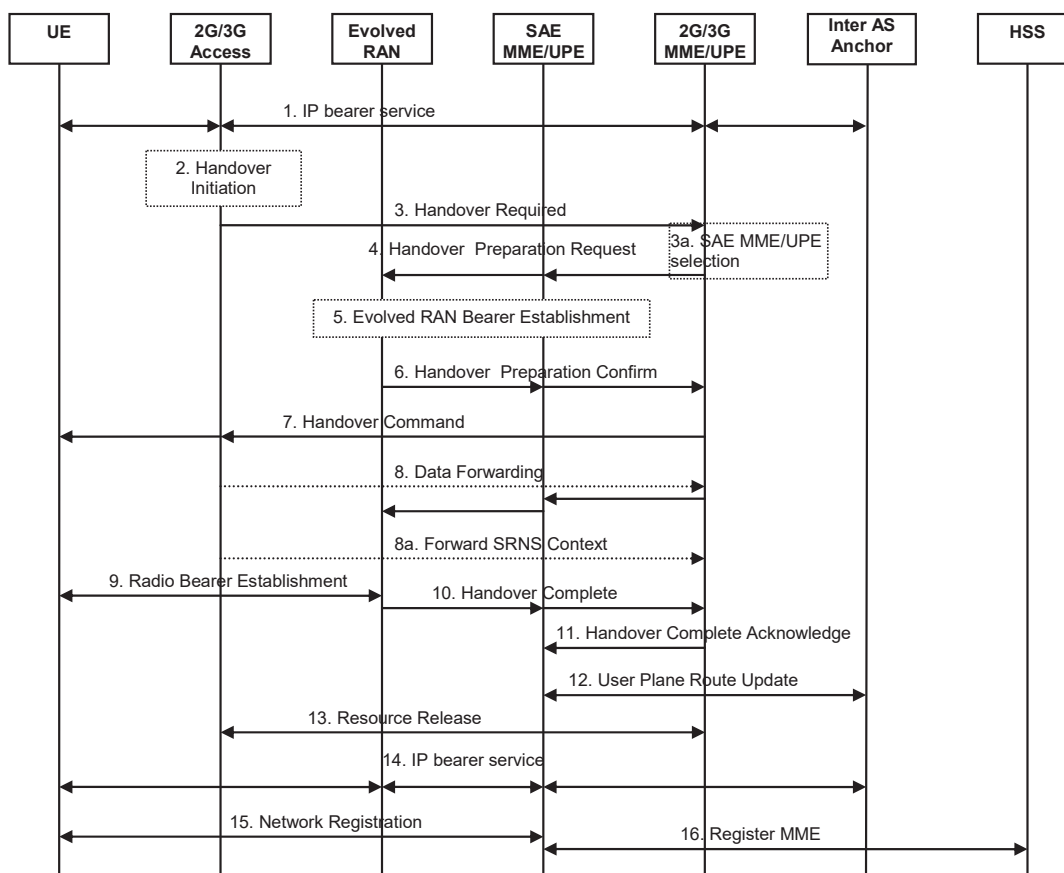 UE
2G/3G
Access
Evolved
RAN
SAE
MME/UPE
2G/3G
MME/UPE
Inter AS
Anchor
HSS
1. IP bearer service
2. Handover
Initiation
3. Handover Required
3a. SAE MME/UPE
selection
4. Handover Preparation Request
5. Evolved RAN Bearer Establishment
6. Handover Preparation Confirm
7. Handover Command
8. Data Forwarding
8a. Forward SRNS Context
9. Radio Bearer Establishment
10. Handover Complete
11. Handover Complete Acknowledge
12. User Plane Route Update
13. Resource Release
14. IP bearer service
15. Network Registration
16. Register MME